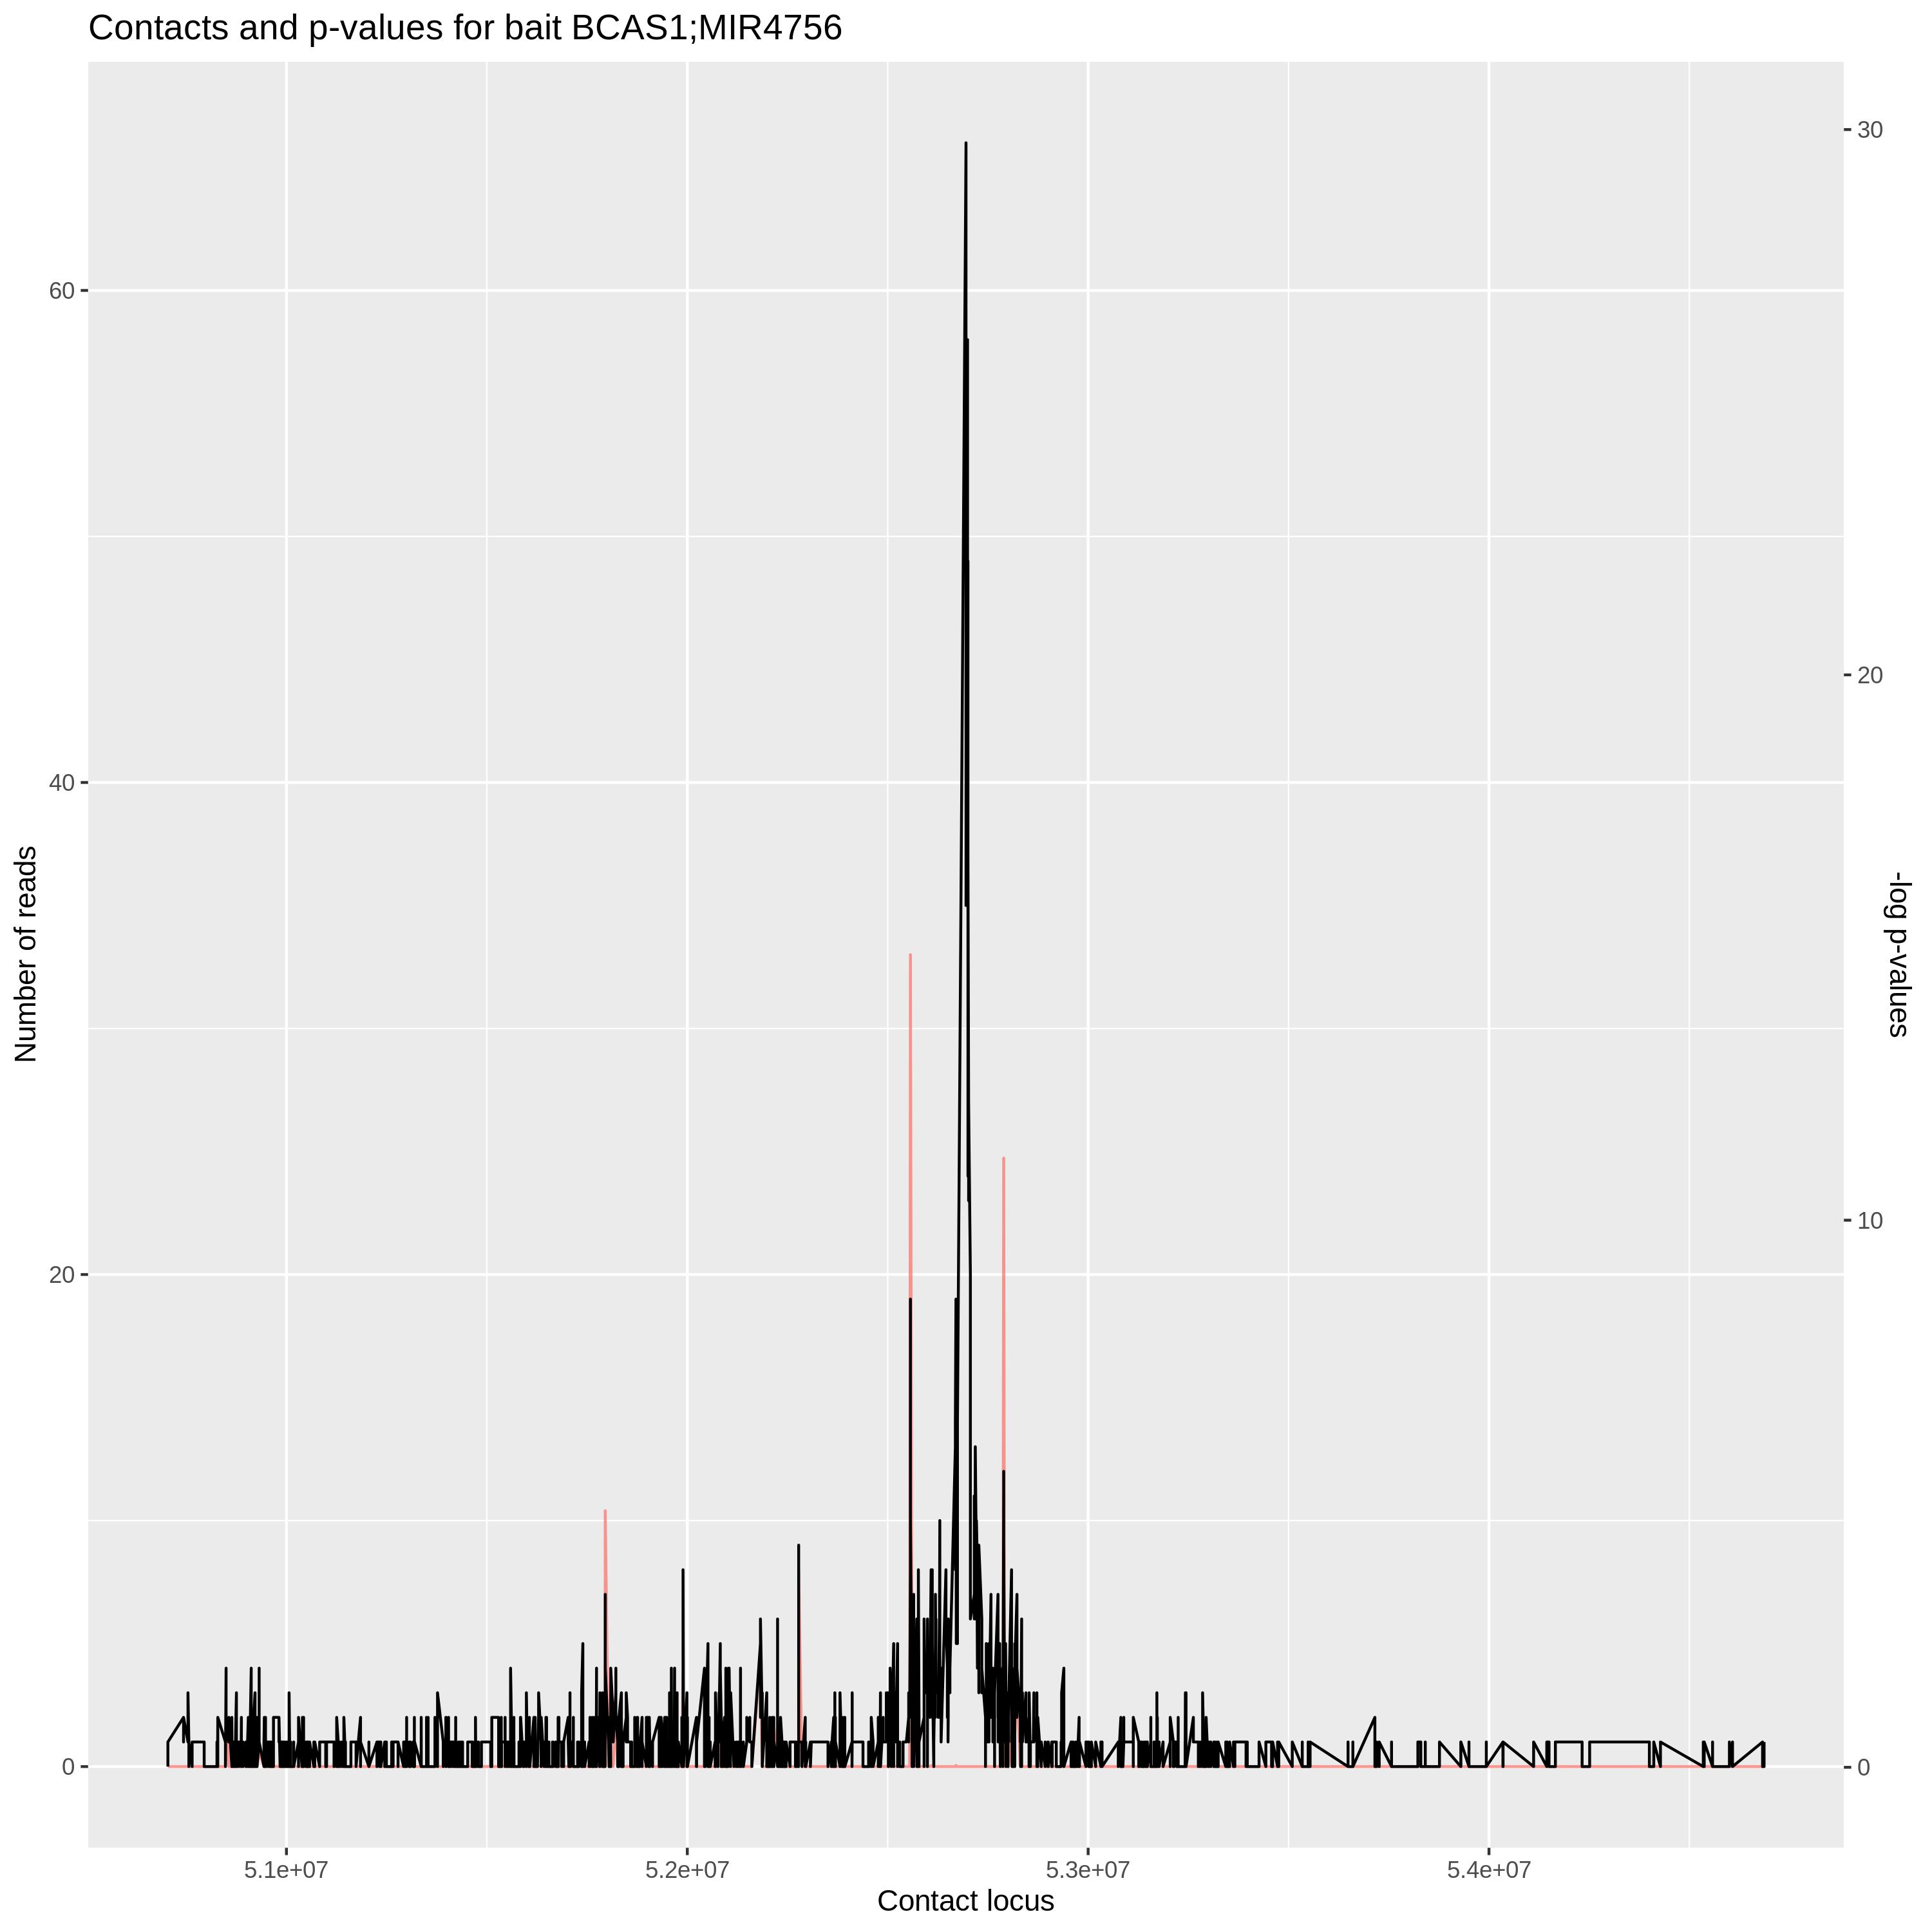 Contacts and p-values for bait BCAS1;MIR4756
30
60
20
40
Number of reads
-log p-values
10
20
0
0
5.1e+07
5.2e+07
5.3e+07
5.4e+07
Contact locus